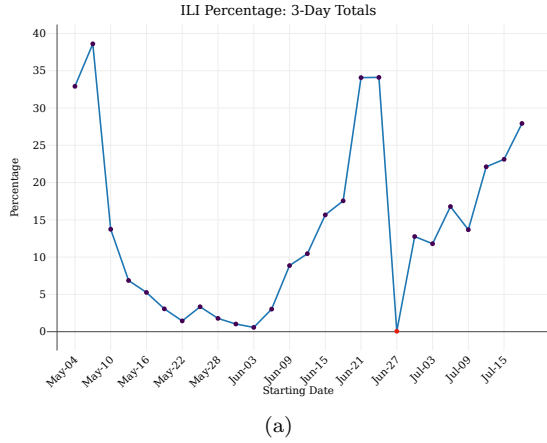 ILI Percentage: 3-Day Totals
Percentage
40
35
30
25
20
15
10
5
0
May-04
May-10
May-16
May-22
May-28
Jun-03
Jun-09
Jun-15
Jun-21
Jun-27
Jul-03
Jul-09
Jul-15
Starting Date
(a)